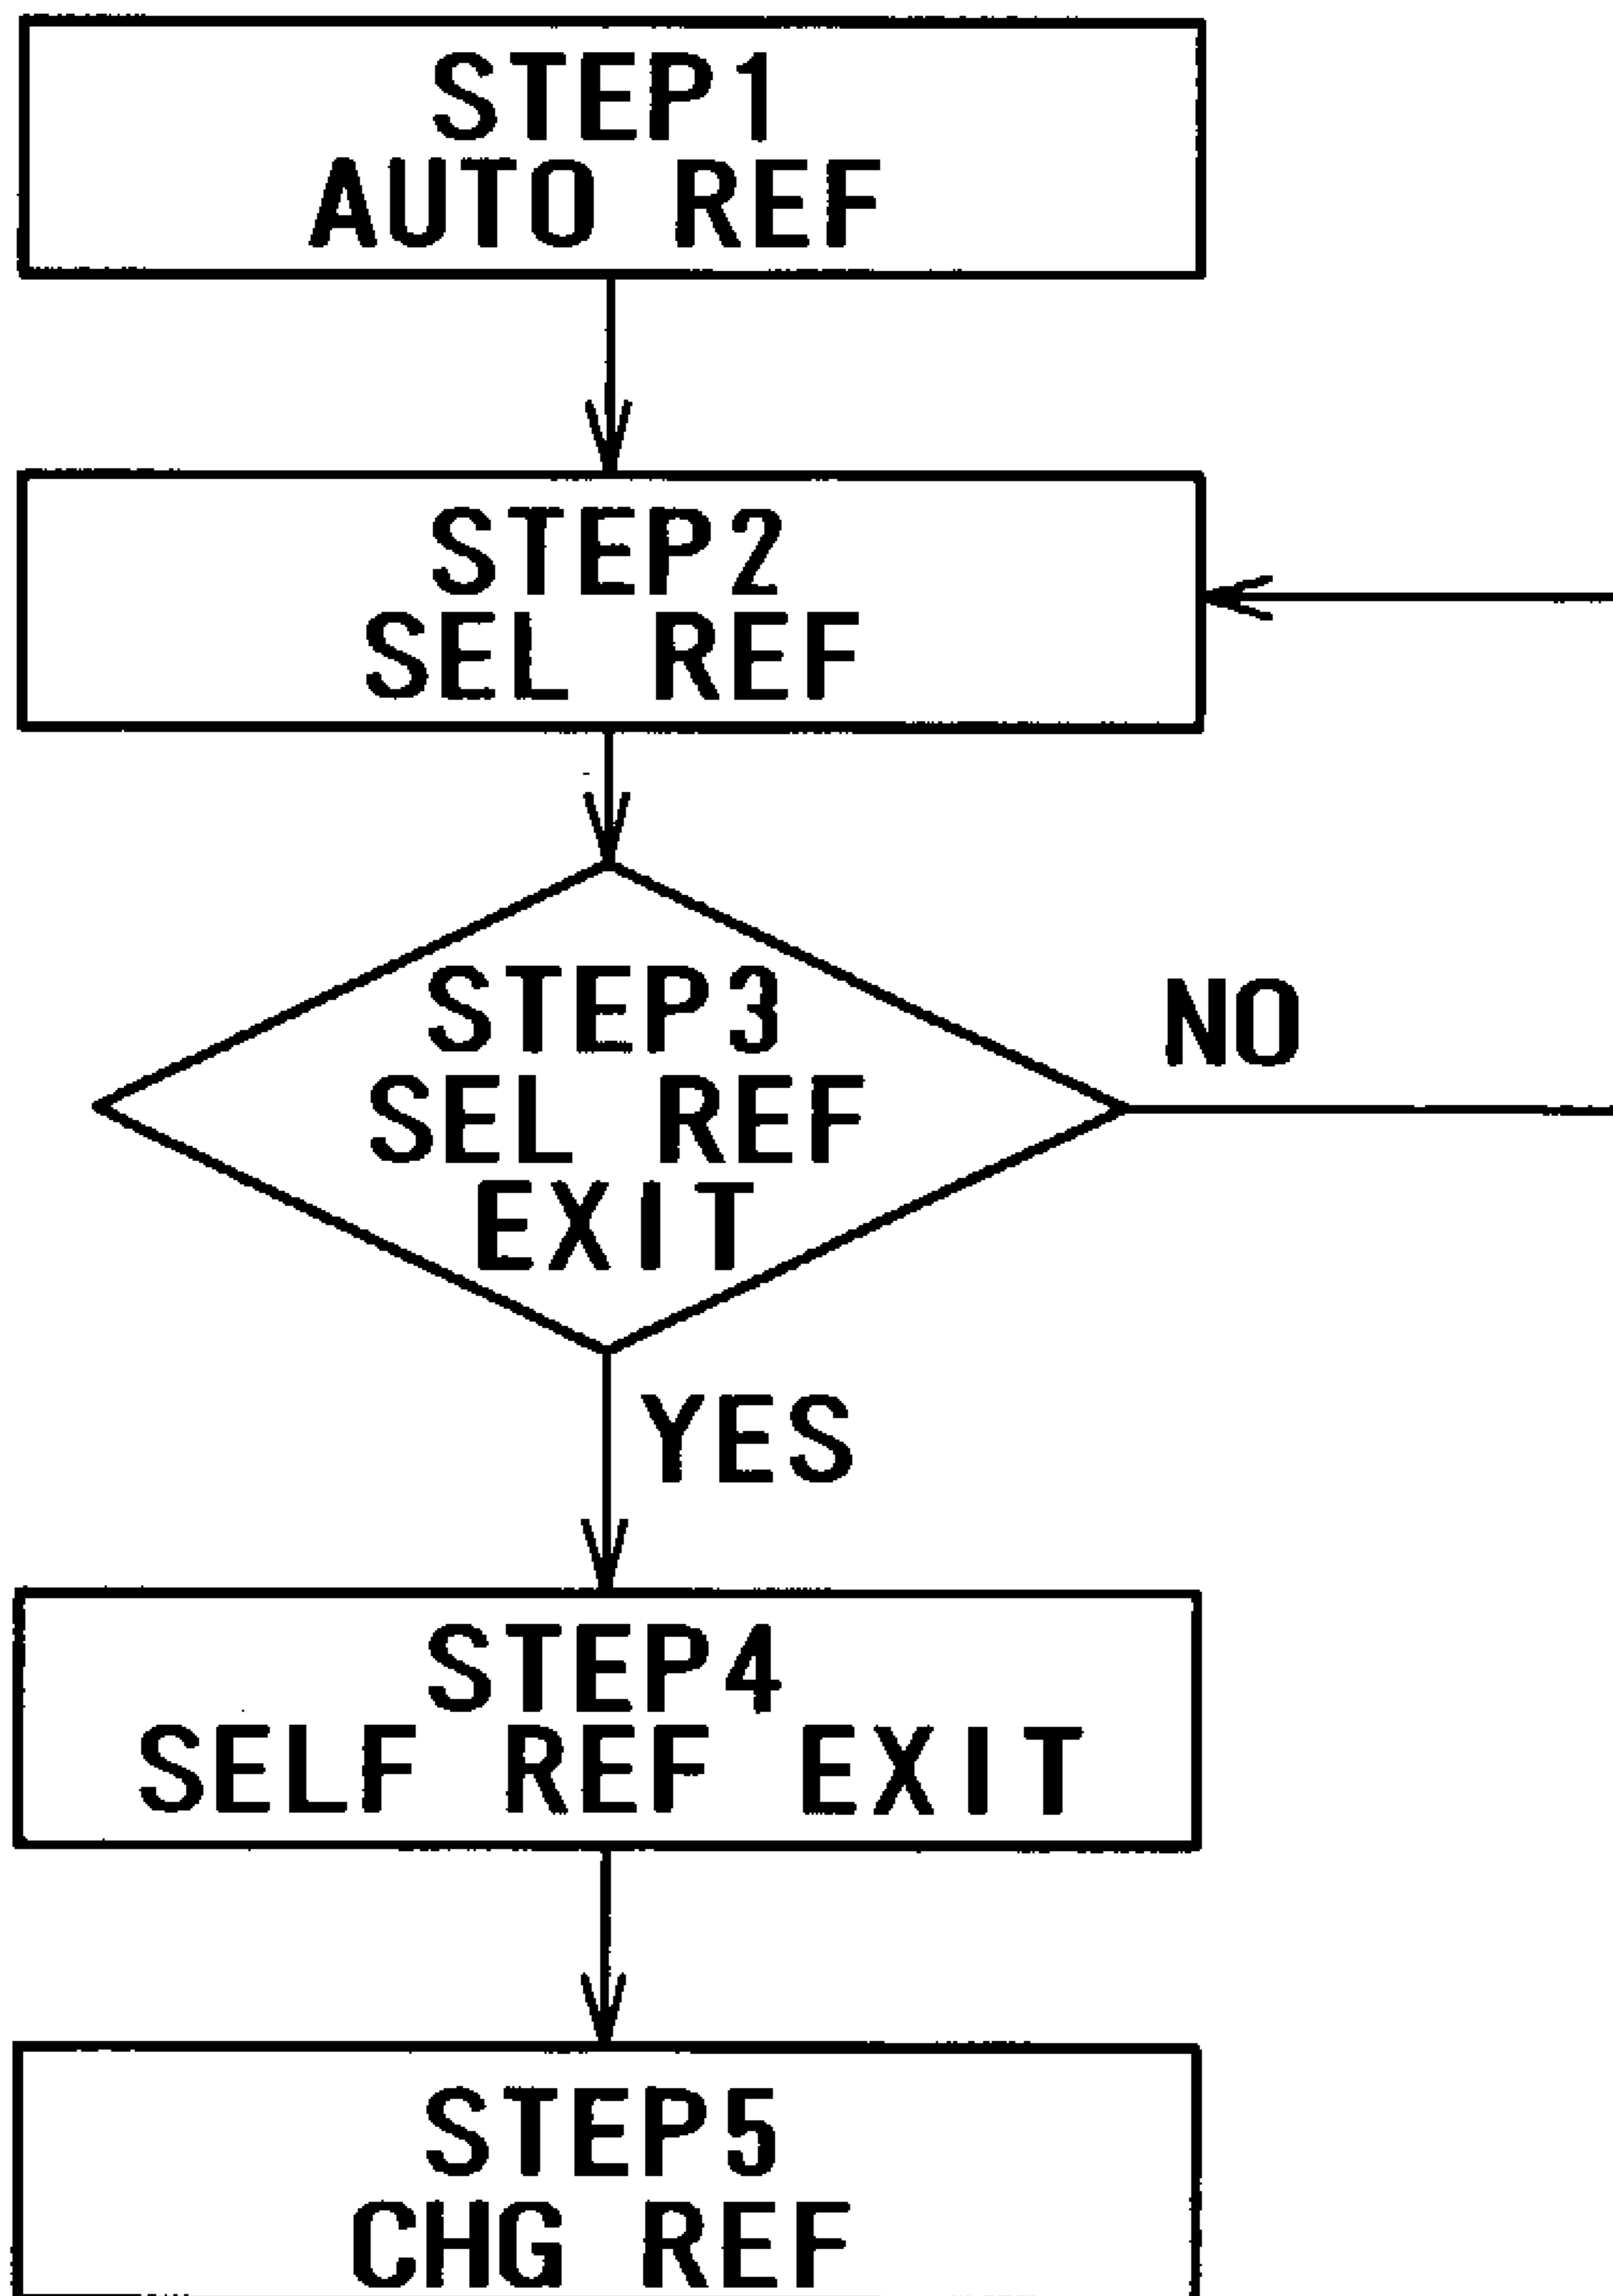 STEP1
AUTO REF
STEP2
SEL REF
STEP3
SEL REF
EXIT
NO
YES
STEP4
SELF REF EXIT
STEP5
CHG REF